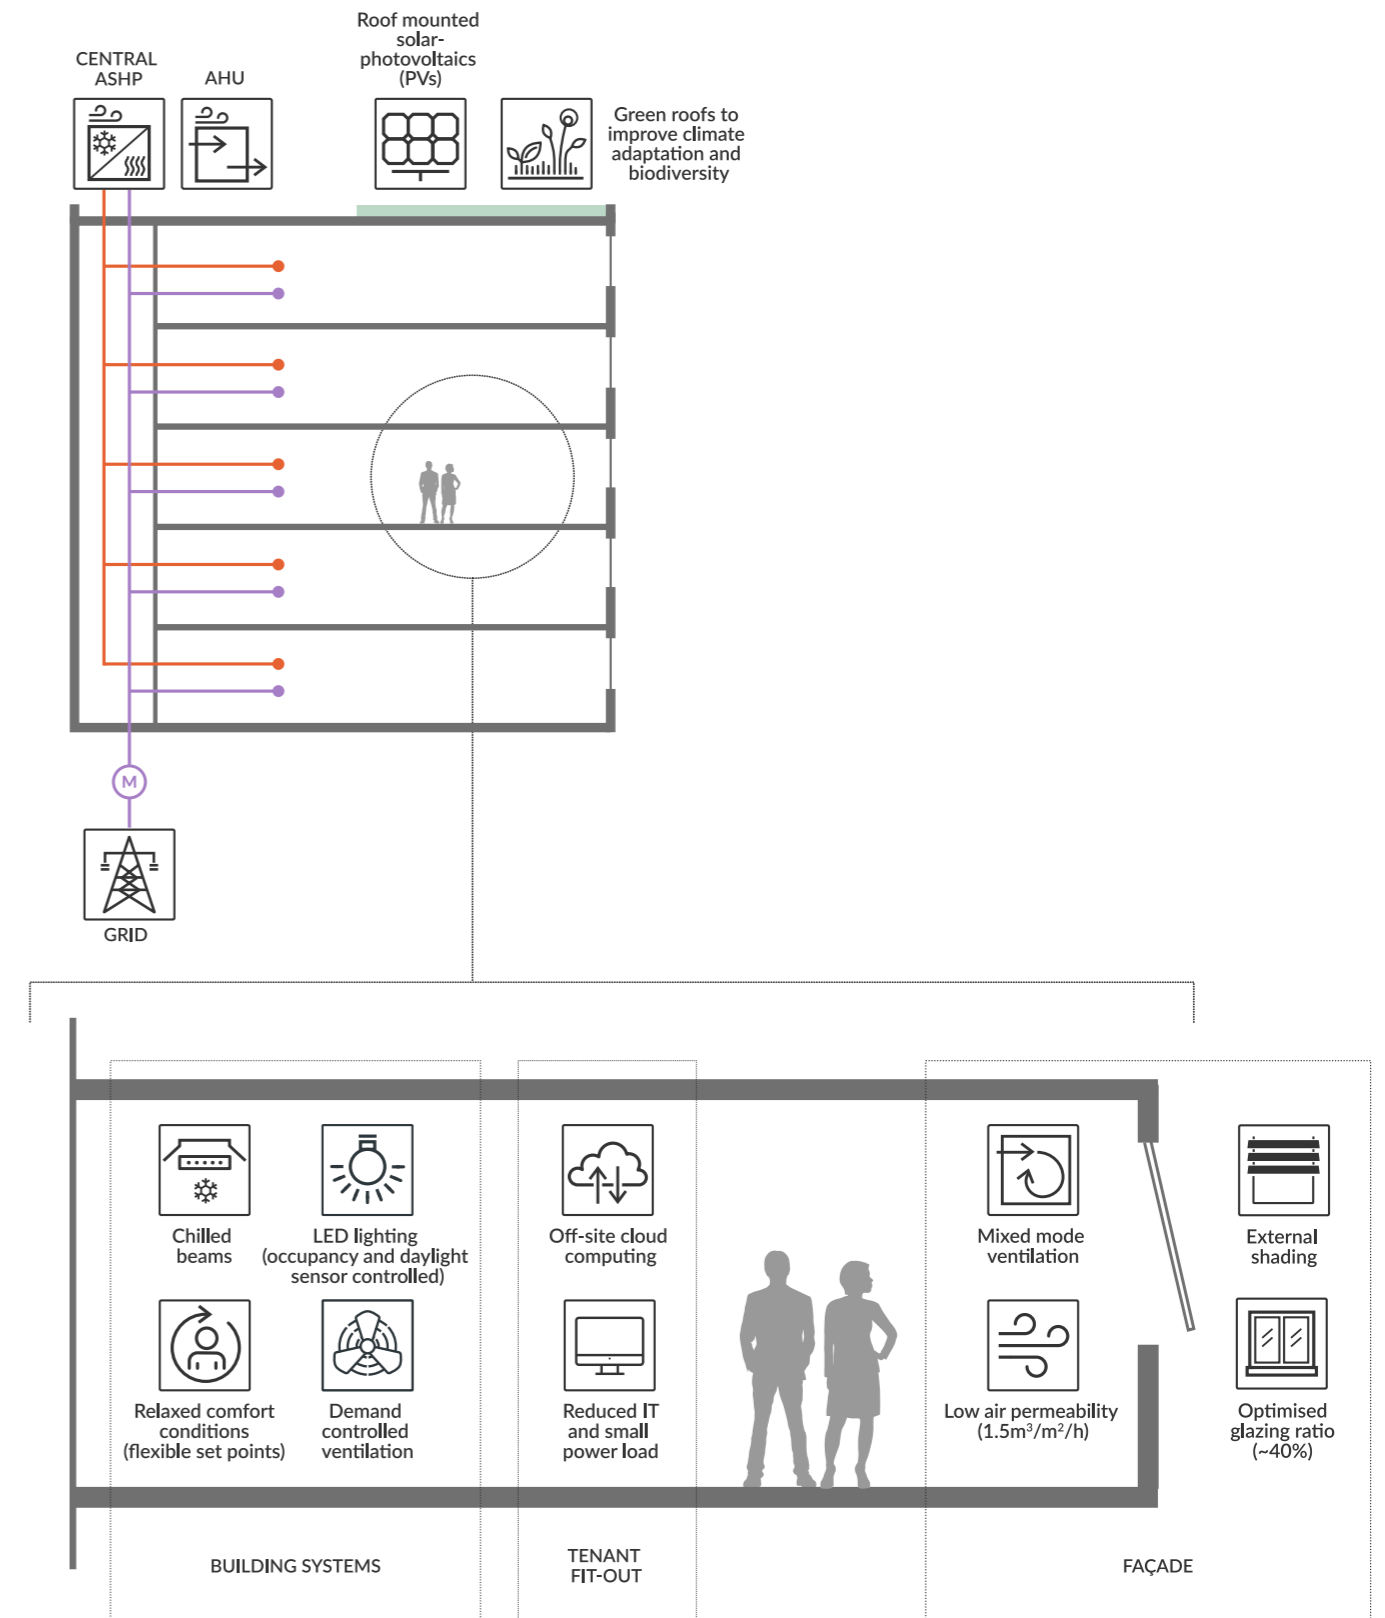 Roof mounted
solar-
photovoltaics
(PVs)
CENTRAL
ASHP
AHU
Green roofs to
improve climate
adaptation and
biodiversity
M
GRID
Chilled
beams
LED lighting
(occupancy and daylight
sensor controlled)
Off-site cloud
computing
Mixed mode
ventilation
External
shading
Relaxed comfort
conditions
(flexible set points)
Demand
controlled
ventilation
Reduced IT
and small
power load
Low air permeability
(1.5m³/m²/h)
Optimised
glazing ratio
(~40%)
BUILDING SYSTEMS
TENANT
FIT-OUT
FAÇADE